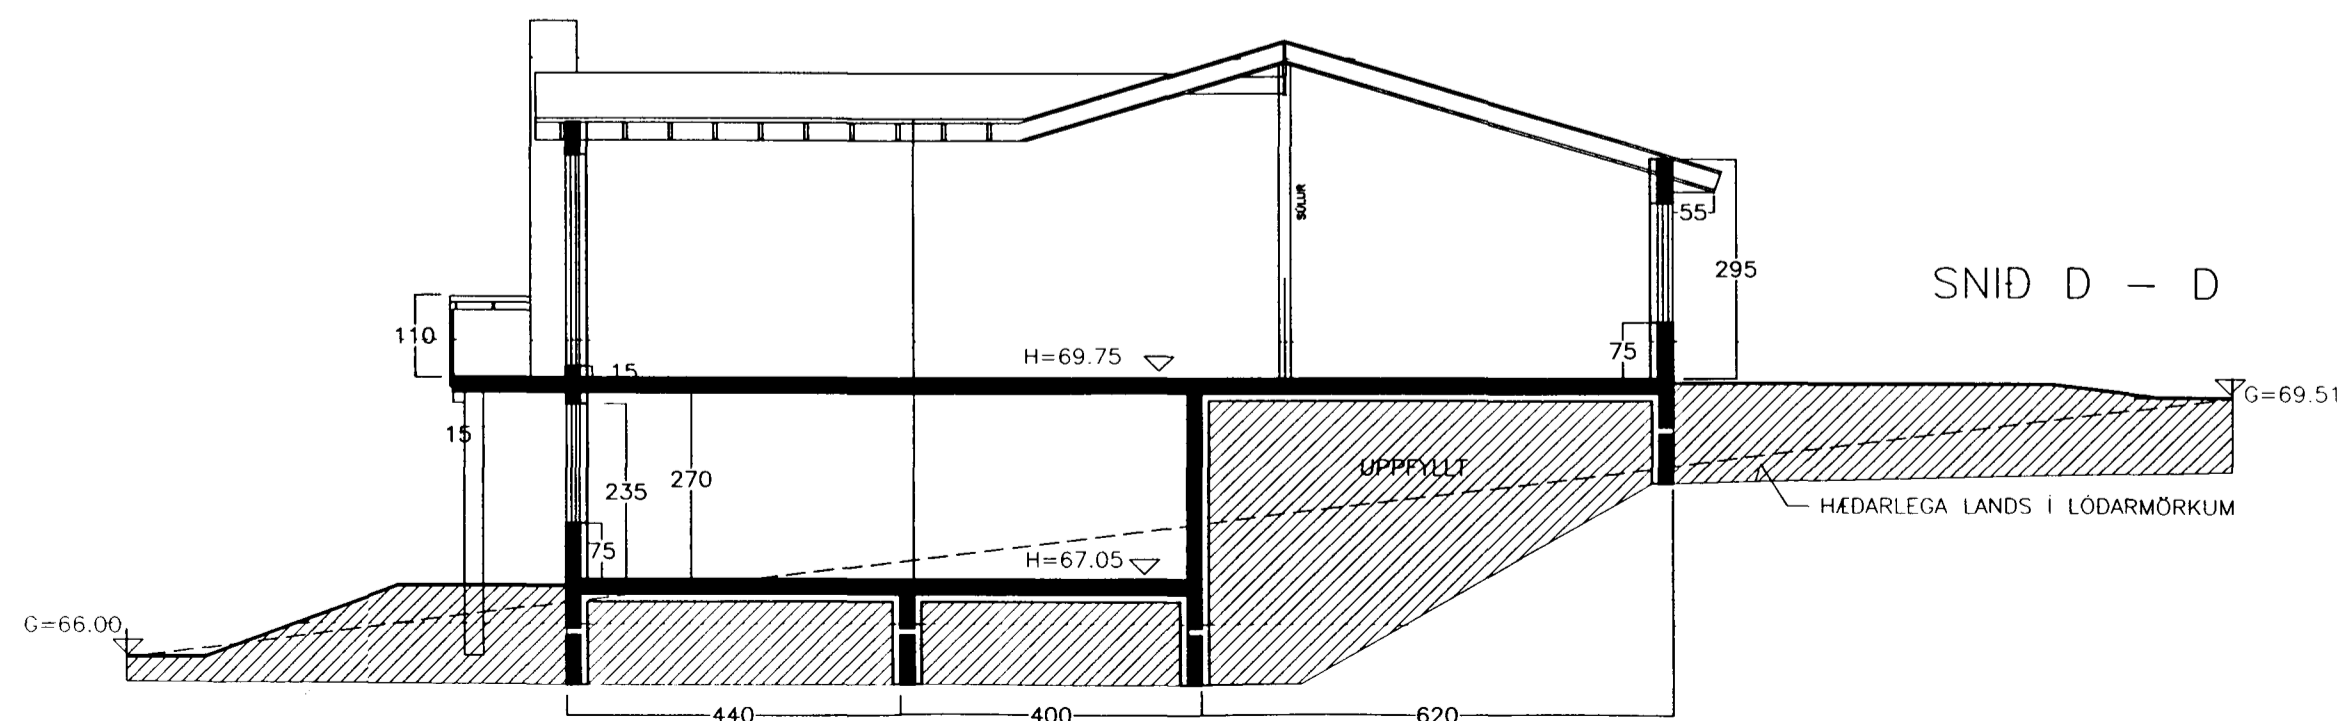 SÚLUR
55
295
SNIÐ D – D
110
H=69.75
75
15
G=69.51
15
UPPFYLLT
235
270
HÆÐARLEGA LANDS Í LÓÐARMÖRKUM
75
H=67.05
G=66.00
440
400
620